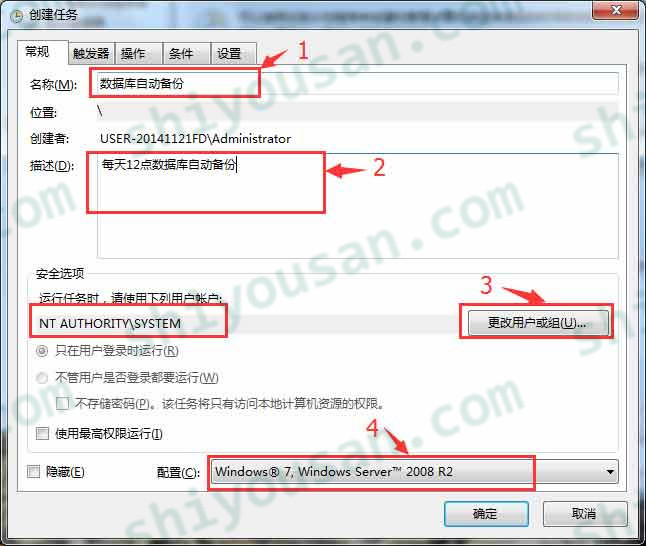 创建任务
常规 触发器 操作 条件 设置
1
名称(M): 数据库自动备份
位置: \
创建者: USER-20141121FD\Administrator
描述(D): 每天12点数据库自动备份
2
安全选项
3
运行任务时，请使用下列用户帐户:
NT AUTHORITY\SYSTEM 更改用户或组(U)...
只在用户登录时运行(R)
不管用户是否登录都要运行(W)
不存储密码(P)。该任务将只有访问本地计算机资源的权限。
4
使用最高权限运行(I)
隐藏(E) 配置(C): Windows® 7, Windows Server™ 2008 R2
确定 取消
shiyousan.com
shiyousan.com
shiyousan.com